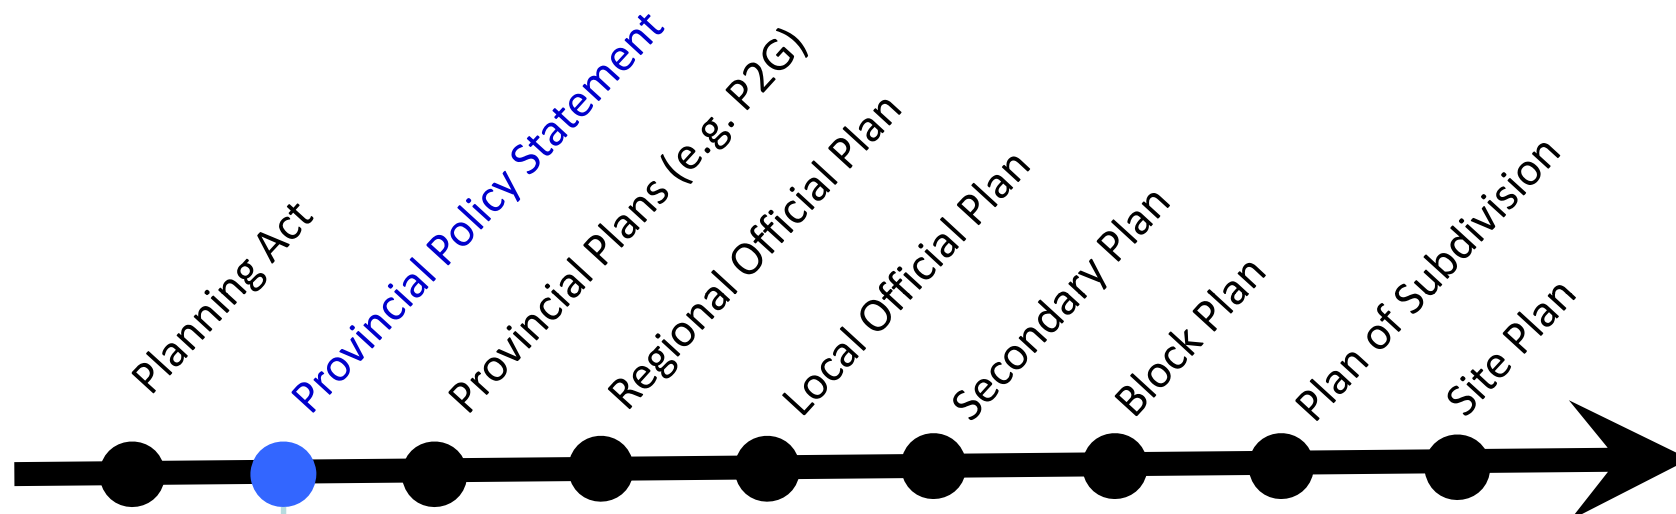 Planning Act
Provincial Policy Statement
Provincial Plans (e.g. P2G)
Regional Official Plan
Local Official Plan
Secondary Plan
Block Plan
Plan of Subdivision
Site Plan